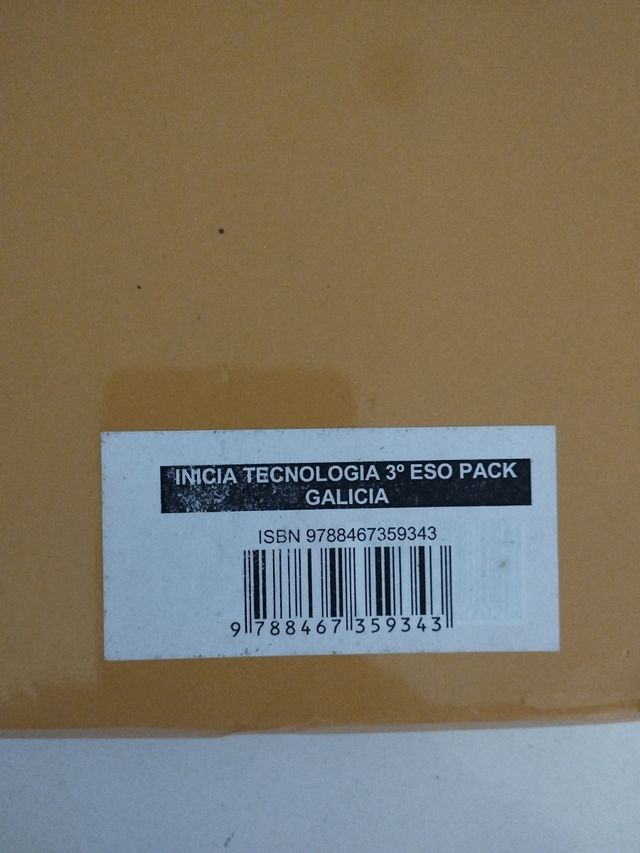 INICIA TECNOLOGIA 3º ESO PACK
GALICIA
ISBN 9788467359343
9 788467 359343